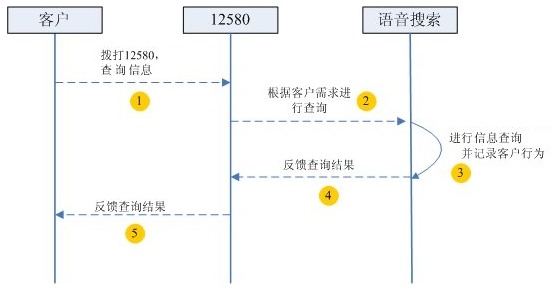 客户
12580
语音搜索
拨打12580,
查询信息
1
根据客户需求进
行查询
2
进行信息查询
并记录客户行为
3
反馈查询结果
4
反馈查询结果
5